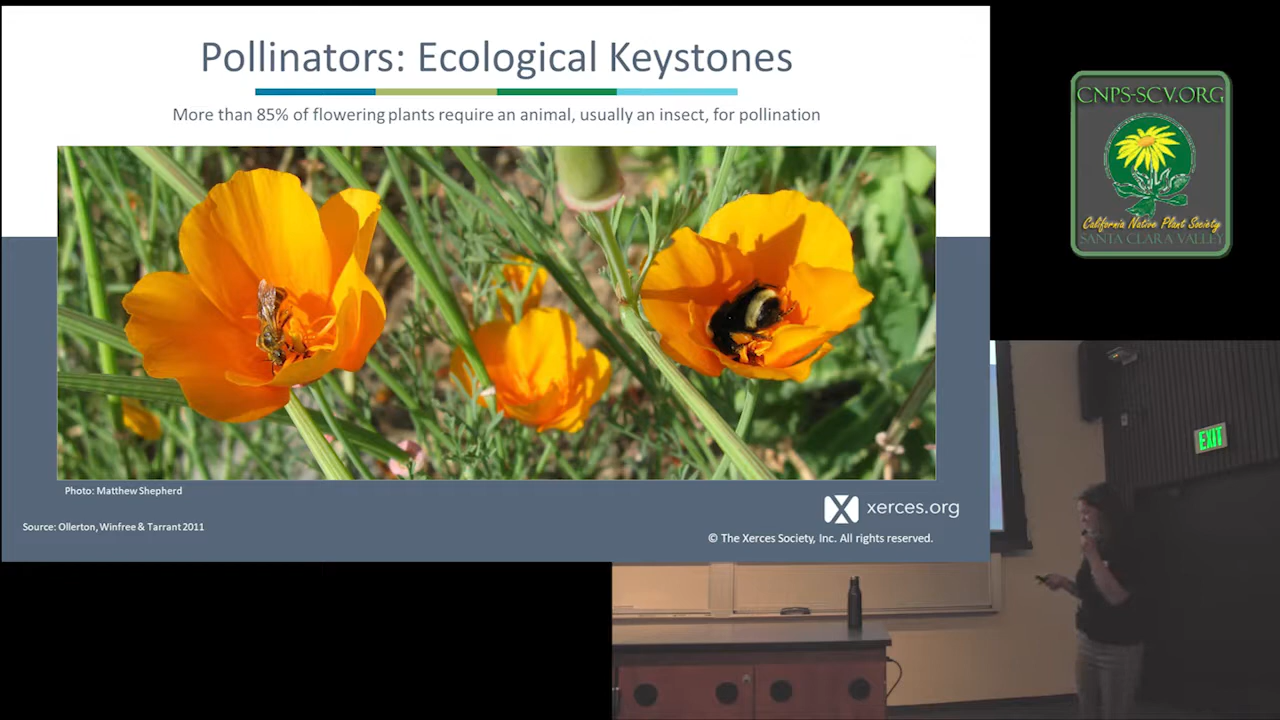 Pollinators: Ecological Keystones
More than 85% of flowering plants require an animal, usually an insect, for pollination
Photo: Matthew Shepherd
Source: Ollerton, Winfree & Tarrant 2011
xerces.org
© The Xerces Society, Inc. All rights reserved.
CNPS-SCV.ORG
California Native Plant Society
SANTA CLARA VALLEY
EXIT